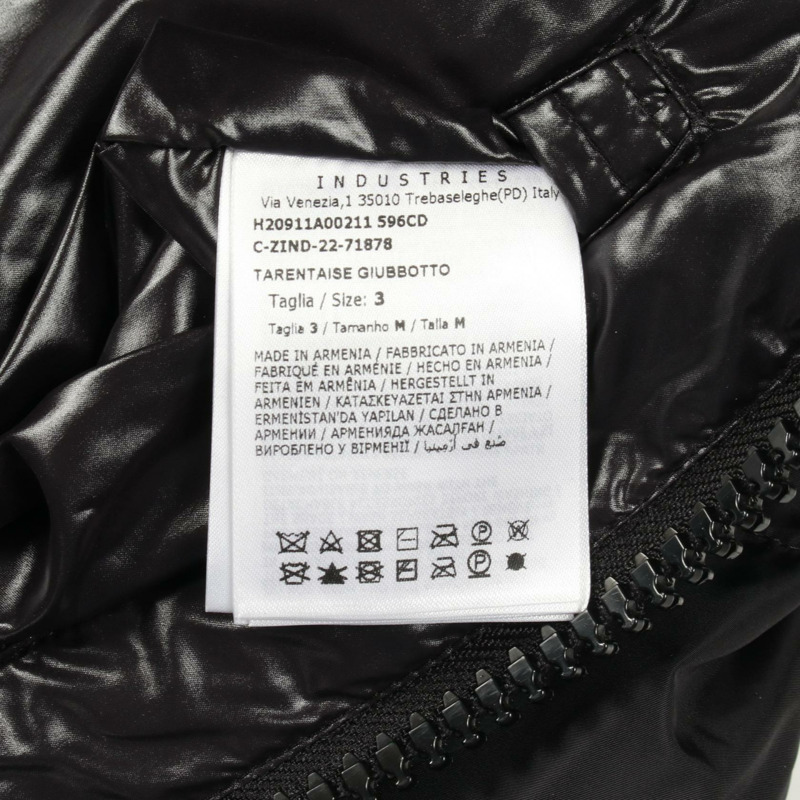 INDUSTRIES
Via Venezia,1 35010 Trebaseleghe(PD) Italy
H20911A00211 596CD
C-ZIND-22-71878
TARENTAISE GIUBBOTTO
Taglia / Size: 3
Taglia 3 / Tamanho M / Talla M
MADE IN ARMENIA / FABBRICATO IN ARMENIA /
FABRIQUÉ EN ARMÉNIE / HECHO EN ARMENIA /
FEITA EM ARMÊNIA / HERGESTELLT IN
ARMENIEN / ΚΑΤΑΣΚΕΥΑΖΕΤΑΙ ΣΤΗΝ ΑΡΜΕΝΙΑ /
ERMENİSTAN'DA YAPILAN / СДЕЛАНО В
АРМЕНИИ / АРМЕНИЯДА ЖАСАЛҒАН /
ВИРОБЛЕНО У ВІРМЕНІЇ / صنع في أرمينيا
P
W
P